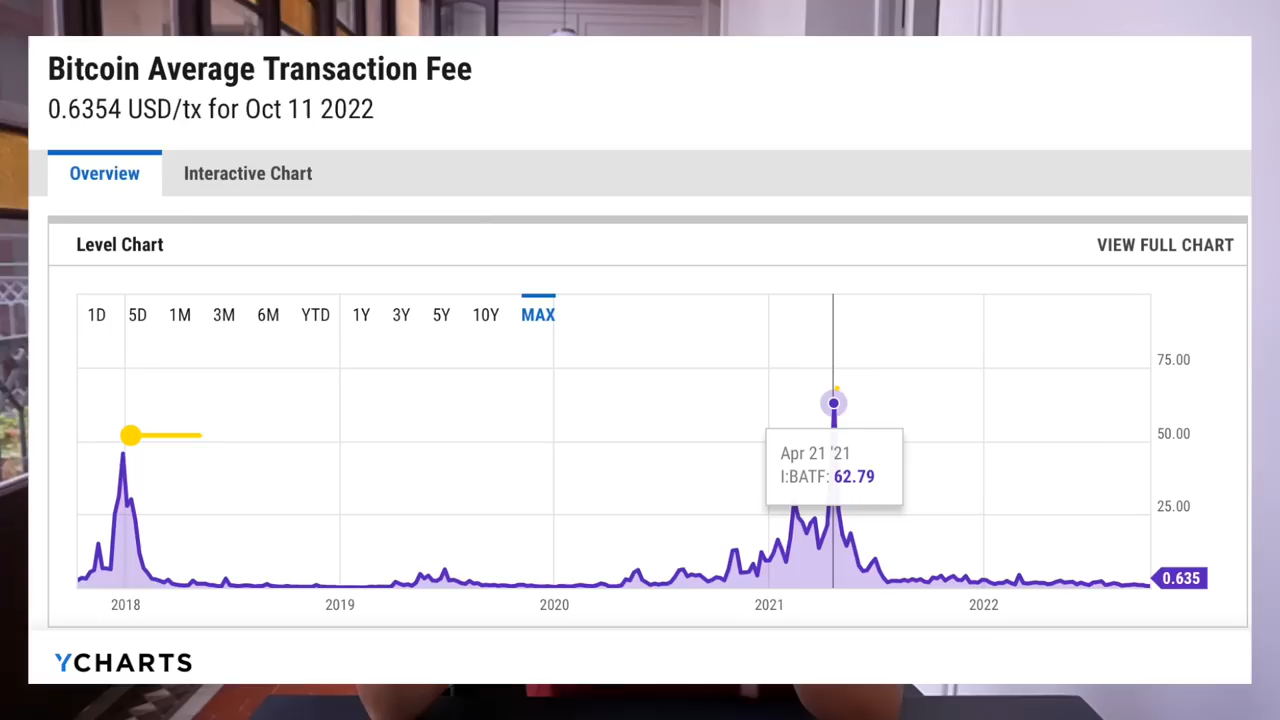 Bitcoin Average Transaction Fee
0.6354 USD/tx for Oct 11 2022
Overview Interactive Chart
Level Chart VIEW FULL CHART
1D 5D 1M 3M 6M YTD 1Y 3Y 5Y 10Y MAX
75.00
50.00
Apr 21 '21
I:BATF: 62.79
25.00
0.635
2018 2019 2020 2021 2022
YCHARTS